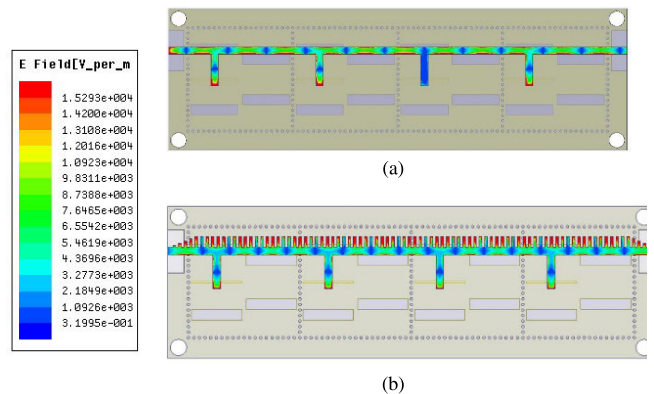 E Field[V_per_m
1.5293e+004
1.4200e+004
1.3108e+004
1.2016e+004
1.0923e+004
9.8311e+003
8.7388e+003
7.6465e+003
6.5542e+003
5.4619e+003
4.3696e+003
3.2773e+003
2.1849e+003
1.0926e+003
3.1995e-001
(a)
(b)